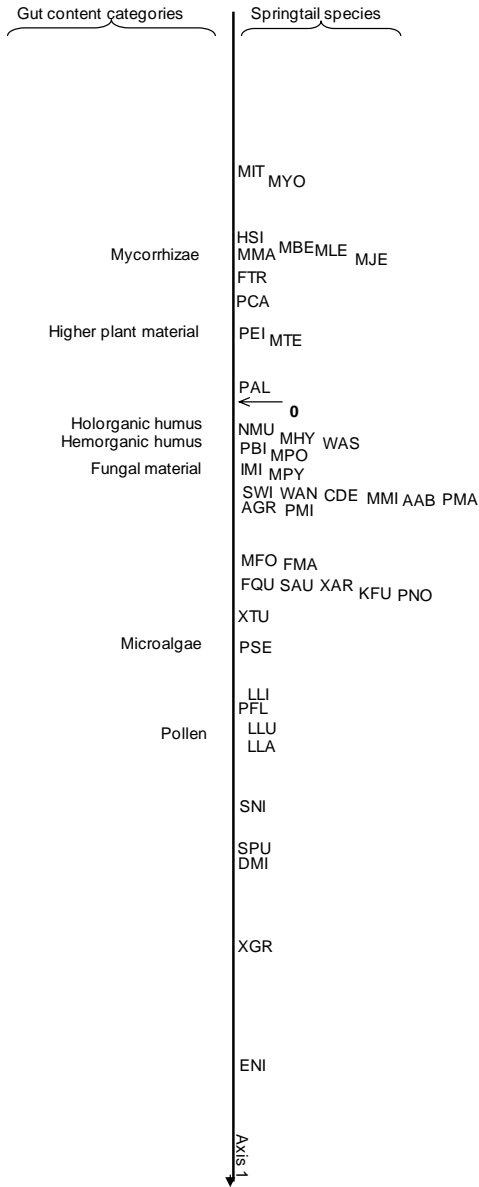 Gut content categories Springtail species
MIT
MYO
HSI
Mycorrhizae MMA MBE MLE MJE
FTR
PCA
Higher plant material PEI MTE
PAL
0
Holorganic humus NMU
Hemorganic humus PBI MHY WAS
MPO
Fungal material IMI MPY
SWI WAN CDE MMI AAB PMA
AGR PMI
MFO FMA
FQU SAU XAR KFU PNO
XTU
Microalgae PSE
LLI
PFL
LLU
Pollen
LLA
SNI
SPU
DMI
XGR
ENI
Axis 1